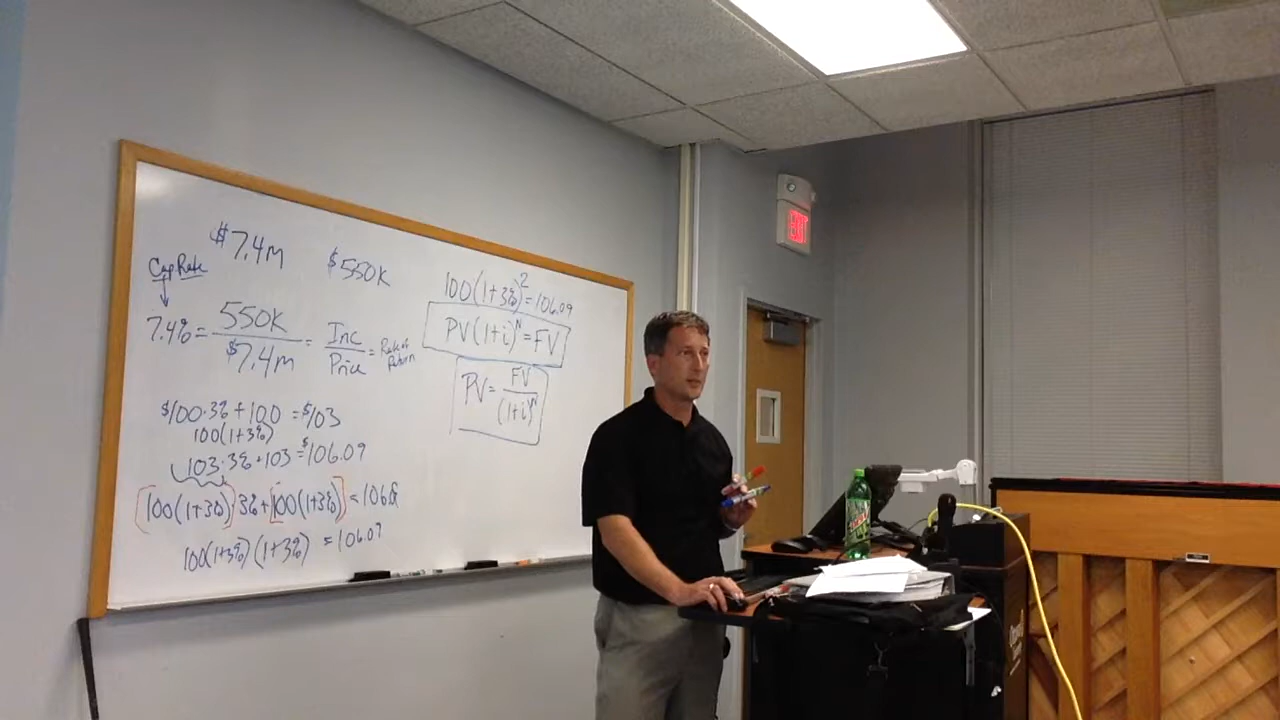 $7.4m
$550K
Cap Rate
7.4% = 550K / $7.4m = Inc / Price = Rate of Return
$100·3% + 100 = $103
100(1+3%)
103·3% + 103 = $106.09
[100(1+3%)]·3% + [100(1+3%)] = 106.
100(1+3%)(1+3%) = 106.09
100(1+3%)² = 106.09
PV(1+i)^N = FV
PV = FV / (1+i)^N
EXIT